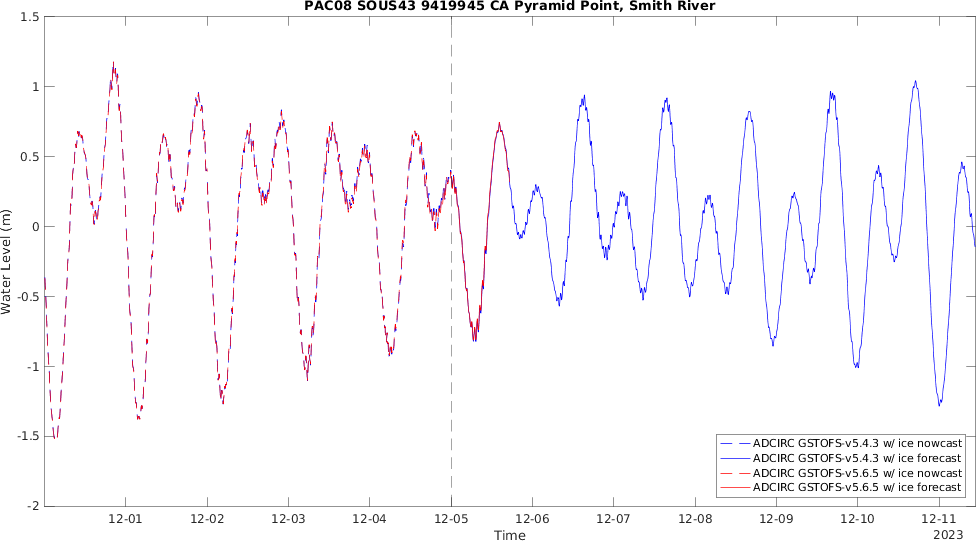 PAC08 SOUS43 9419945 CA Pyramid Point, Smith River
1.5
1
0.5
0
-0.5
-1
-1.5
-2
Water Level (m)
12-01 12-02 12-03 12-04 12-05 12-06 12-07 12-08 12-09 12-10 12-11
Time
2023
ADCIRC GSTOFS-v5.4.3 w/ ice nowcast
ADCIRC GSTOFS-v5.4.3 w/ ice forecast
ADCIRC GSTOFS-v5.6.5 w/ ice nowcast
ADCIRC GSTOFS-v5.6.5 w/ ice forecast